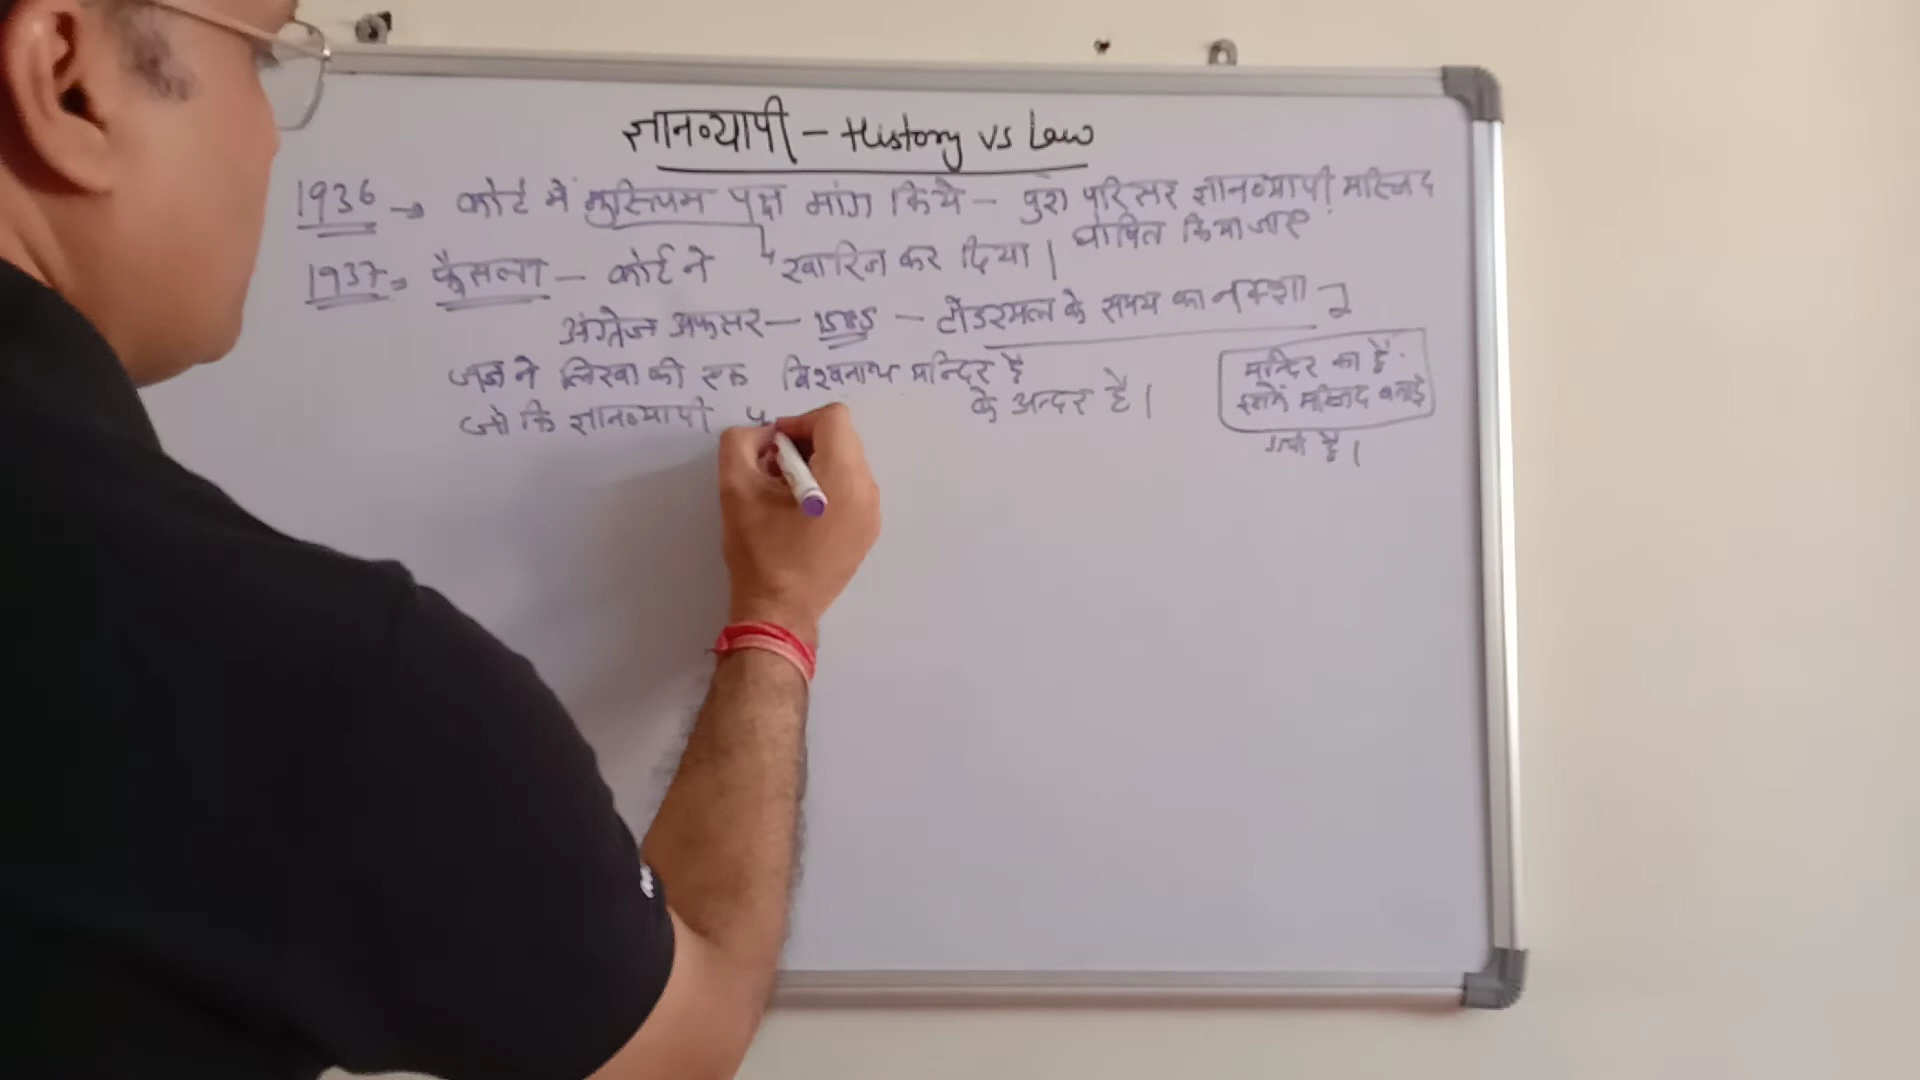 ज्ञानव्यापी – History vs Law
1936 → कोर्ट में मुस्लिम पक्ष मांग किये – पुरा परिसर ज्ञानव्यापी मस्जिद
घोषित किया जाए
1937 = फैसला – कोर्ट ने खारिज कर दिया |
अंग्रेज अफसर – 1585 – टोडरमल के समय का नक्शा
जज ने लिखा की एक विश्वनाथ मन्दिर है
जो कि ज्ञानव्यापी के अन्दर है |
मन्दिर का है
इसमें मस्जिद बनाई
गयी है |